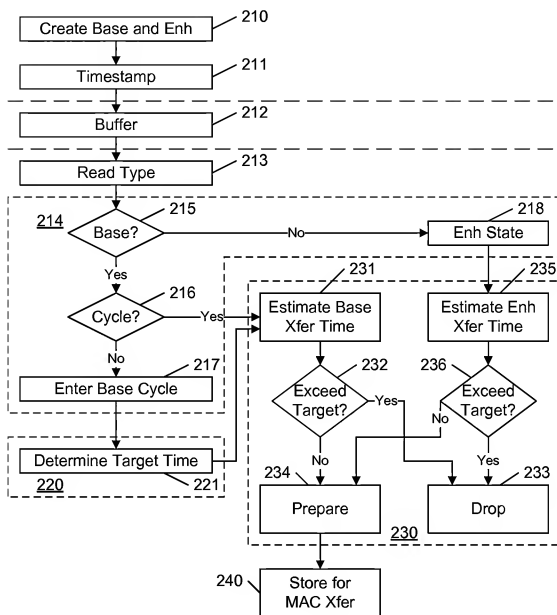 Create Base and Enh
210
Timestamp
211
Buffer
212
Read Type
213
214
Base?
215
No
Enh State
218
Yes
Cycle?
216
Yes
No
Enter Base Cycle
217
Determine Target Time
220
221
231
Estimate Base
Xfer Time
235
Estimate Enh
Xfer Time
Exceed
Target?
232
Yes
236
Exceed
Target?
No
No
Yes
234
Prepare
233
Drop
230
240
Store for
MAC Xfer